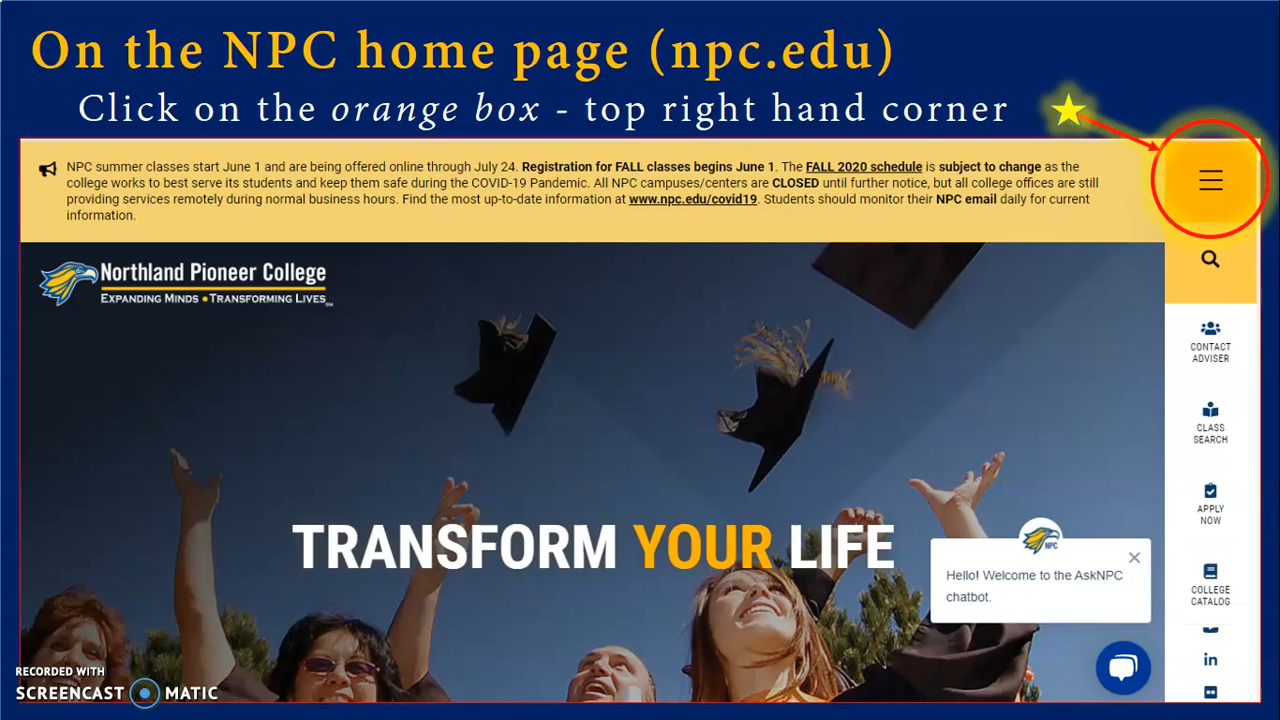 On the NPC home page (npc.edu)
Click on the orange box - top right hand corner
NPC summer classes start June 1 and are being offered online through July 24. Registration for FALL classes begins June 1. The FALL 2020 schedule is subject to change as the
college works to best serve its students and keep them safe during the COVID-19 Pandemic. All NPC campuses/centers are CLOSED until further notice, but all college offices are still
providing services remotely during normal business hours. Find the most up-to-date information at www.npc.edu/covid19. Students should monitor their NPC email daily for current
information.
Northland Pioneer College
EXPANDING MINDS • TRANSFORMING LIVES
CONTACT
ADVISER
CLASS
SEARCH
APPLY
NOW
COLLEGE
CATALOG
in
TRANSFORM YOUR LIFE
NPC
Hello! Welcome to the AskNPC
chatbot.
RECORDED WITH
SCREENCAST MATIC